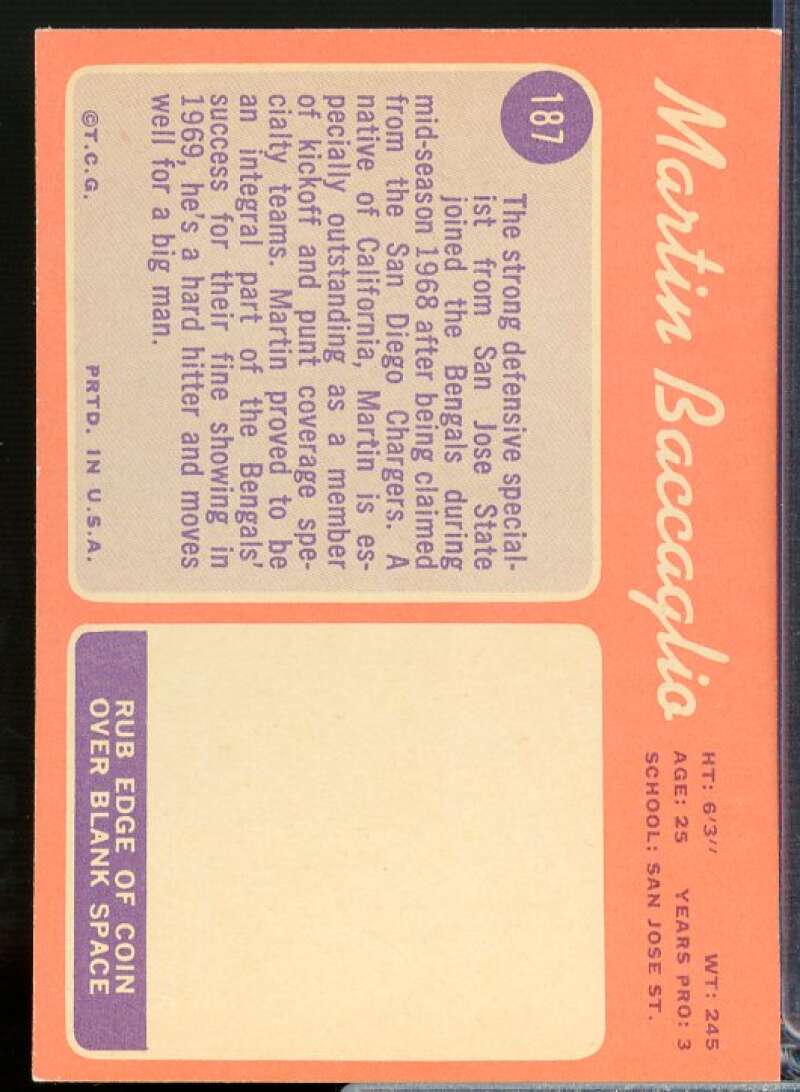 Martin Baccaglio
HT: 6'3" WT: 245
AGE: 25 YEARS PRO: 3
SCHOOL: SAN JOSE ST.
187
The strong defensive special-
ist from San Jose State
joined the Bengals during
mid-season 1968 after being claimed
from the San Diego Chargers. A
native of California, Martin is es-
pecially outstanding as a member
of kickoff and punt coverage spe-
cialty teams. Martin proved to be
an integral part of the Bengals'
success for their fine showing in
1969, he's a hard hitter and moves
well for a big man.
©T.C.G. PRTD. IN U.S.A.
RUB EDGE OF COIN
OVER BLANK SPACE